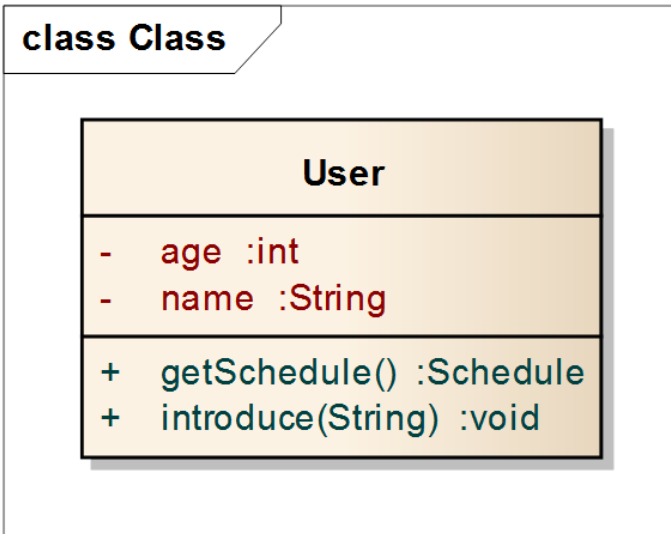 class Class
User
- age :int
- name :String
+ getSchedule() :Schedule
+ introduce(String) :void